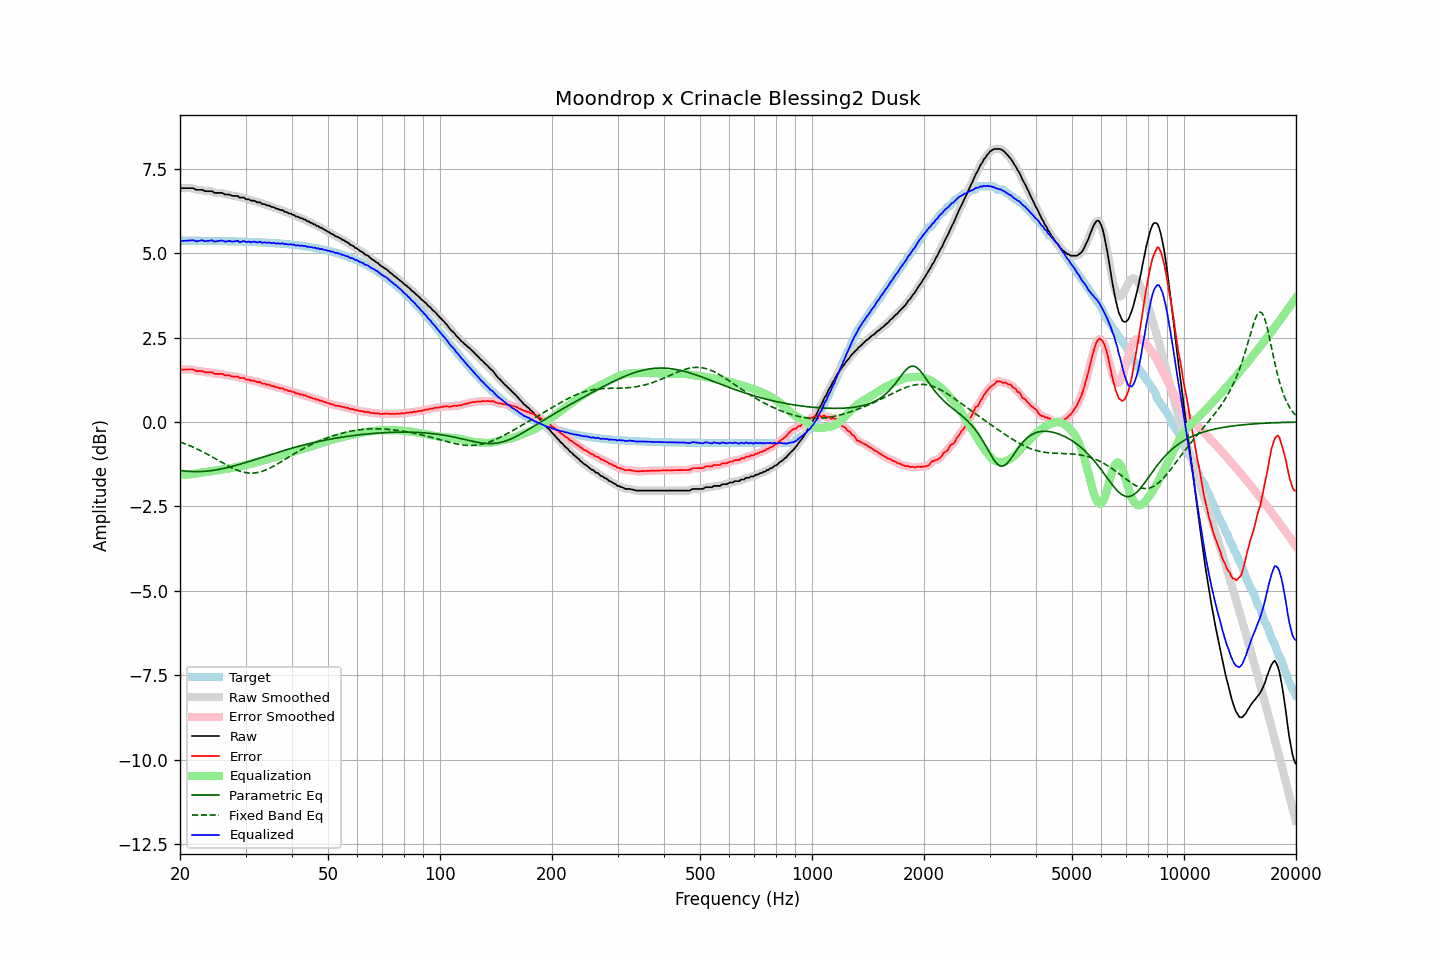 Moondrop x Crinacle Blessing2 Dusk
Amplitude (dBr)
7.5
5.0
2.5
0.0
−2.5
−5.0
−7.5
−10.0
−12.5
Target
Raw Smoothed
Error Smoothed
Raw
Error
Equalization
Parametric Eq
Fixed Band Eq
Equalized
20 50 100 200 500 1000 2000 5000 10000 20000
Frequency (Hz)